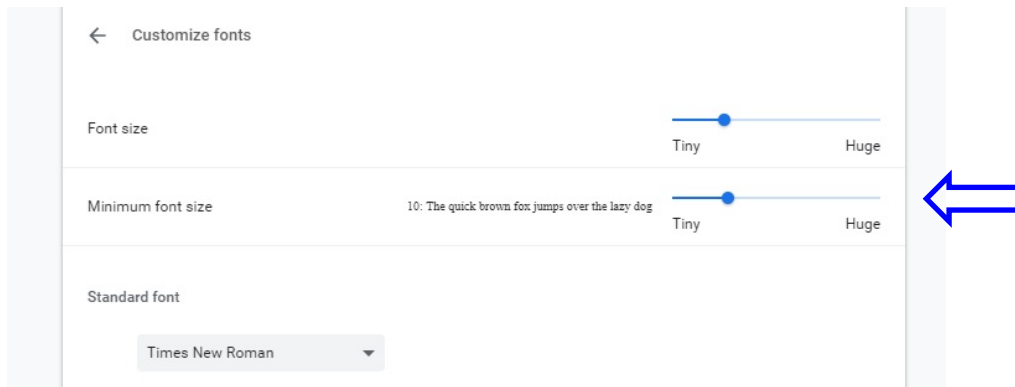 Customize fonts
Font size
Tiny Huge
Minimum font size 10: The quick brown fox jumps over the lazy dog
Tiny Huge
Standard font
Times New Roman